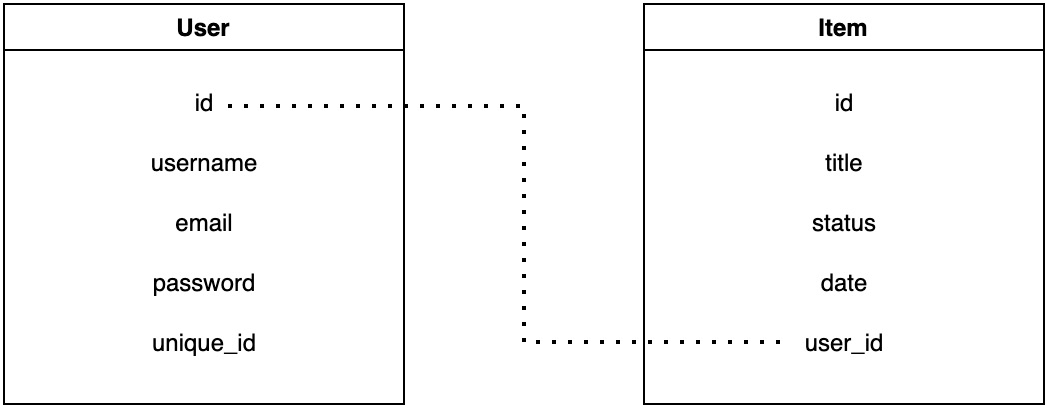 User
id
username
email
password
unique_id
Item
id
title
status
date
user_id